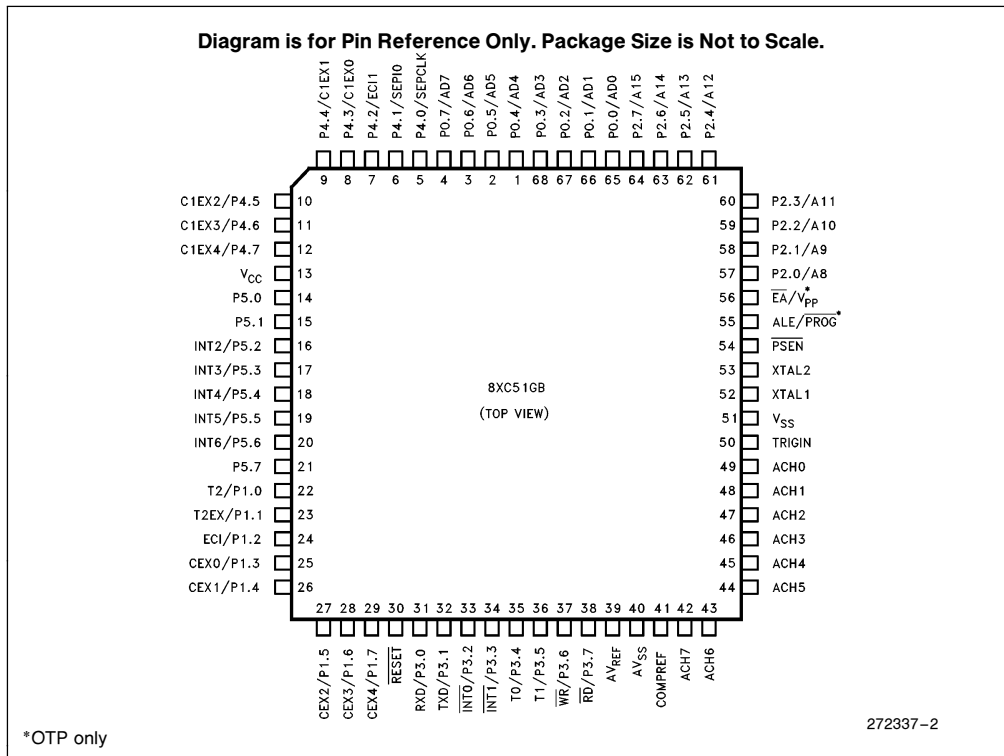 Diagram is for Pin Reference Only. Package Size is Not to Scale.
P4.4/C1EX1
P4.3/C1EX0
P4.2/ECI1
P4.1/SEPIO
P4.0/SEPCLK
P0.7/AD7
P0.6/AD6
P0.5/AD5
P0.4/AD4
P0.3/AD3
P0.2/AD2
P0.1/AD1
P0.0/AD0
P2.7/A15
P2.6/A14
P2.5/A13
P2.4/A12
9 8 7 6 5 4 3 2 1 68 67 66 65 64 63 62 61
C1EX2/P4.5 10
C1EX3/P4.6 11
C1EX4/P4.7 12
VCC 13
P5.0 14
P5.1 15
INT2/P5.2 16
INT3/P5.3 17
INT4/P5.4 18
INT5/P5.5 19
INT6/P5.6 20
P5.7 21
T2/P1.0 22
T2EX/P1.1 23
ECI/P1.2 24
CEX0/P1.3 25
CEX1/P1.4 26
8XC51GB
(TOP VIEW)
60 P2.3/A11
59 P2.2/A10
58 P2.1/A9
57 P2.0/A8
56 EA/VPP*
55 ALE/PROG*
54 PSEN
53 XTAL2
52 XTAL1
51 VSS
50 TRIGIN
49 ACH0
48 ACH1
47 ACH2
46 ACH3
45 ACH4
44 ACH5
27 28 29 30 31 32 33 34 35 36 37 38 39 40 41 42 43
CEX2/P1.5
CEX3/P1.6
CEX4/P1.7
RESET
RXD/P3.0
TXD/P3.1
INT0/P3.2
INT1/P3.3
T0/P3.4
T1/P3.5
WR/P3.6
RD/P3.7
AVREF
AVSS
COMPREF
ACH7
ACH6
*OTP only
272337–2